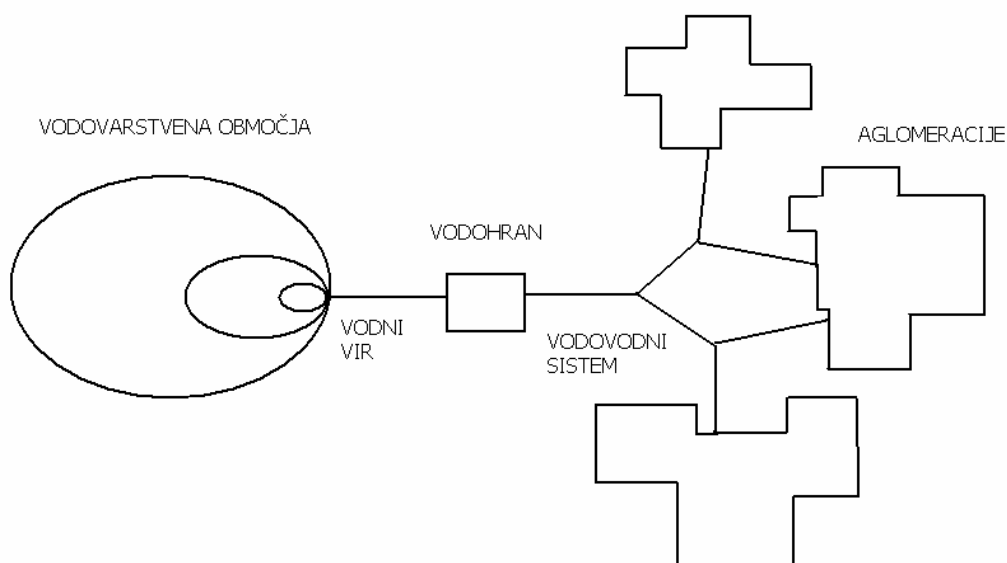 VODOVARSTVENA OBMOČJA
AGLOMERACIJE
VODOHRAN
VODNI
VIR
VODOVODNI
SISTEM